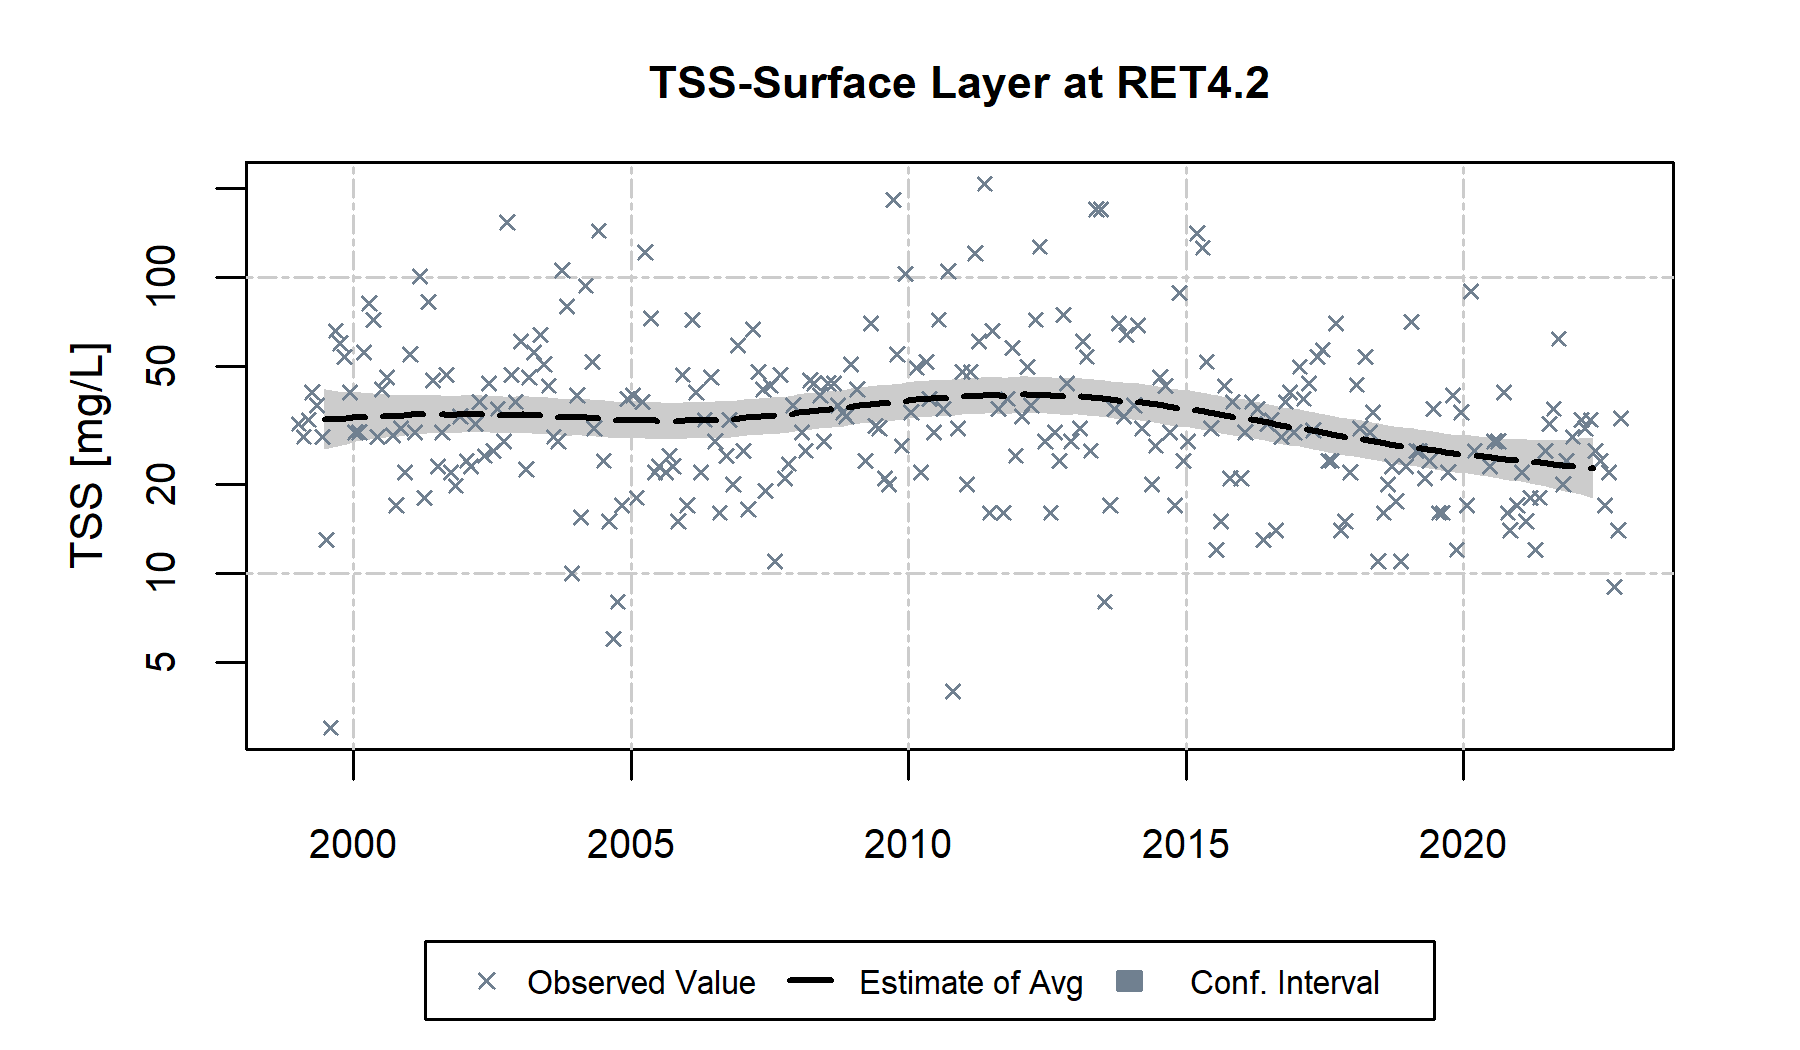 TSS-Surface Layer at RET4.2
TSS [mg/L]
100
50
20
10
5
2000 2005 2010 2015 2020
Observed Value Estimate of Avg Conf. Interval